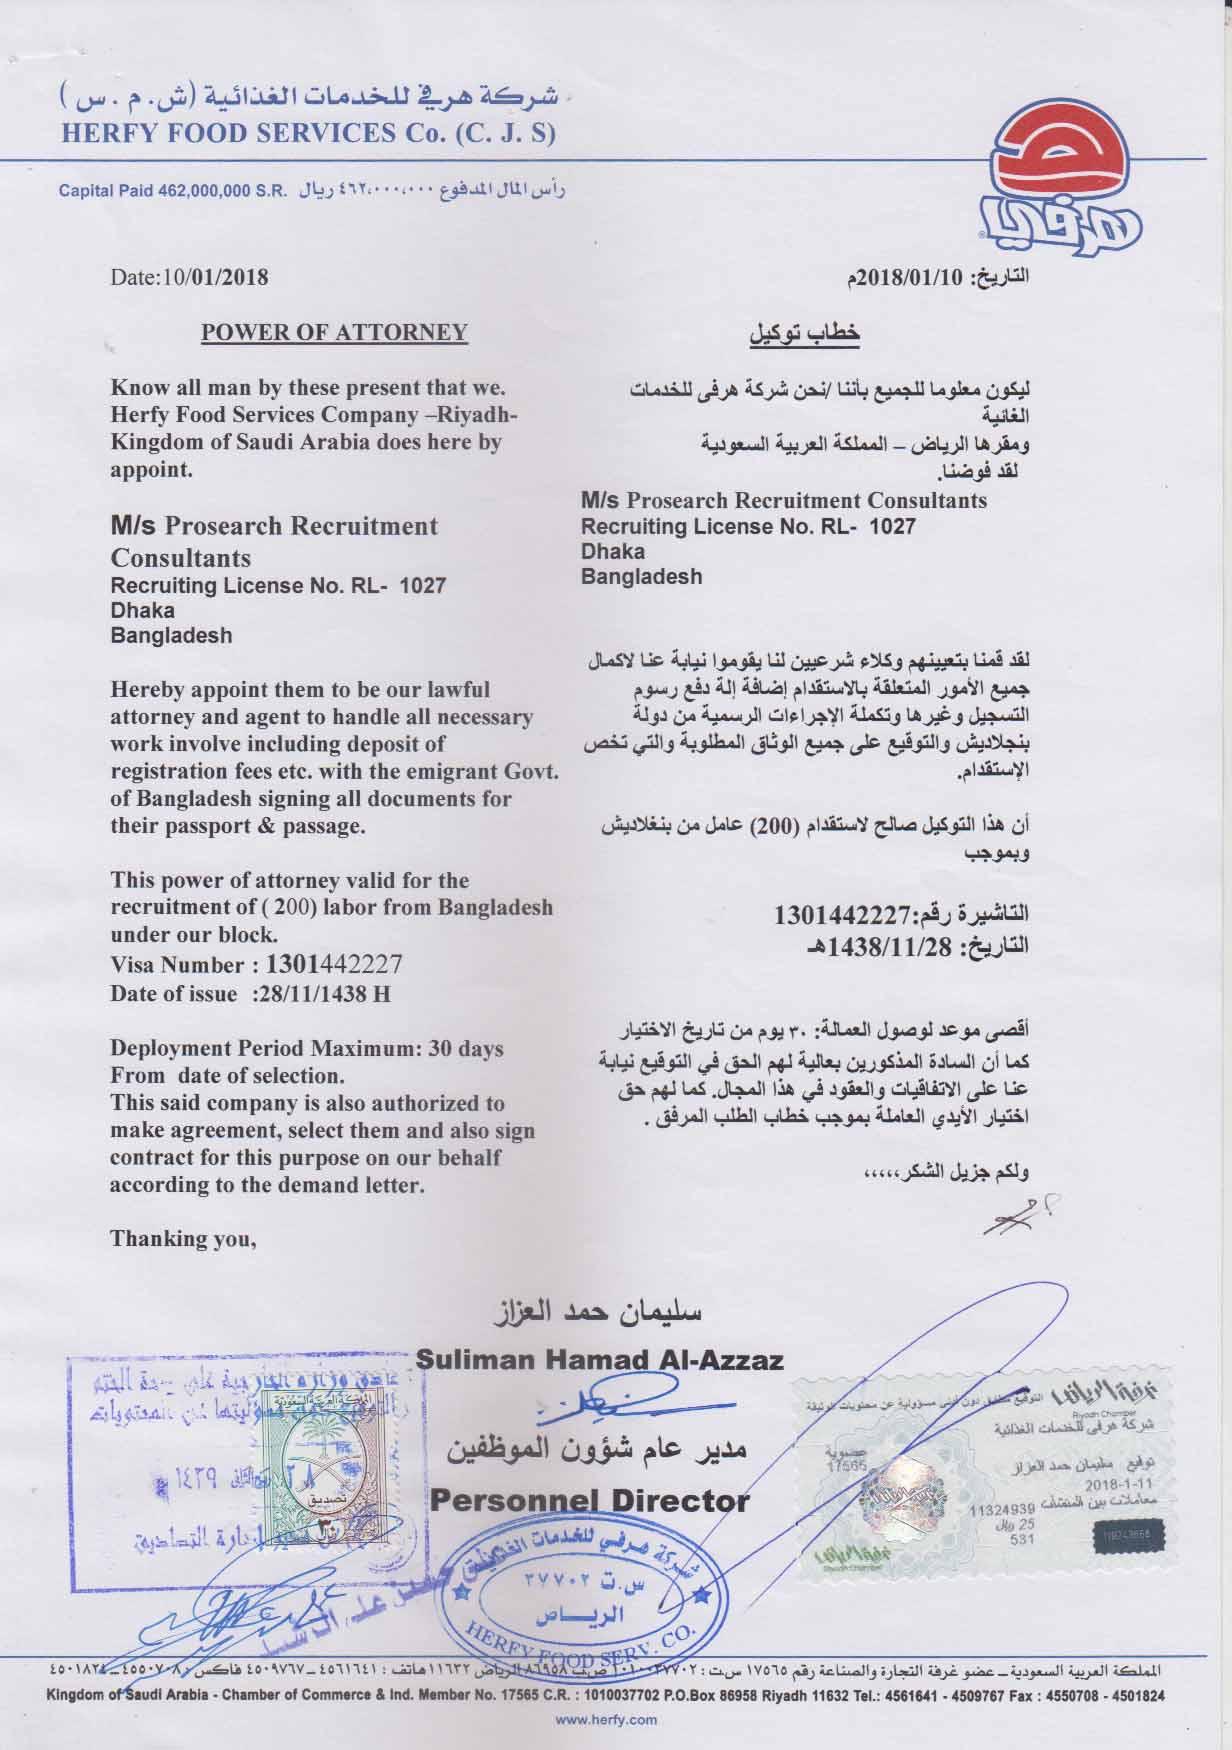 شركة هرفي للخدمات الغذائية (ش. م. س)
HERFY FOOD SERVICES Co. (C. J. S)
Capital Paid 462,000,000 S.R. رأس المال المدفوع ٤٦٢,٠٠٠,٠٠٠ ريال
هرفي
Date:10/01/2018
POWER OF ATTORNEY
Know all man by these present that we.
Herfy Food Services Company –Riyadh-
Kingdom of Saudi Arabia does here by
appoint.
M/s Prosearch Recruitment
Consultants
Recruiting License No. RL- 1027
Dhaka
Bangladesh
Hereby appoint them to be our lawful
attorney and agent to handle all necessary
work involve including deposit of
registration fees etc. with the emigrant Govt.
of Bangladesh signing all documents for
their passport & passage.
This power of attorney valid for the
recruitment of ( 200) labor from Bangladesh
under our block.
Visa Number : 1301442227
Date of issue :28/11/1438 H
Deployment Period Maximum: 30 days
From date of selection.
This said company is also authorized to
make agreement, select them and also sign
contract for this purpose on our behalf
according to the demand letter.
Thanking you,
التاريخ: 2018/01/10م
خطاب توكيل
ليكون معلوما للجميع بأننا /نحن شركة هرفى للخدمات
الغائية
ومقرها الرياض – المملكة العربية السعودية
لقد فوضنا.
M/s Prosearch Recruitment Consultants
Recruiting License No. RL- 1027
Dhaka
Bangladesh
لقد قمنا بتعيينهم وكلاء شرعيين لنا يقوموا نيابة عنا لاكمال
جميع الأمور المتعلقة بالاستقدام إضافة إلة دفع رسوم
التسجيل وغيرها وتكملة الإجراءات الرسمية من دولة
بنجلاديش والتوقيع على جميع الوثاق المطلوبة والتي تخص
الإستقدام.
أن هذا التوكيل صالح لاستقدام (200) عامل من بنغلاديش
وبموجب
التاشيرة رقم:1301442227
التاريخ: 1438/11/28هـ
أقصى موعد لوصول العمالة: ٣٠ يوم من تاريخ الاختيار
كما أن السادة المذكورين بعالية لهم الحق في التوقيع نيابة
عنا على الاتفاقيات والعقود في هذا المجال. كما لهم حق
اختيار الأيدي العاملة بموجب خطاب الطلب المرفق .
ولكم جزيل الشكر،،،،،
سليمان حمد العزاز
Suliman Hamad Al-Azzaz
مدير عام شؤون الموظفين
Personnel Director
المملكة العربية السعودية
تصديق
٣٠
١٤٣٩
غرفة الرياض
Riyadh Chamber
التوقيع مطابق دون أدنى مسؤولية عن محتويات الوثيقة
شركة هرفى للخدمات الغذائية
عضوية
17565
توقيع سليمان حمد العزاز
2018-1-11
معاملات بين المنشآت 11324939
25 ريال
531
غرفة الرياض
Riyadh Chamber
شركة هرفي للخدمات الغذائية
س.ت ٣٧٧٠٢
الرياض
HERFY FOOD SERV. CO.
المملكة العربية السعودية ــ عضو غرفة التجارة والصناعة رقم ١٧٥٦٥ س.ت : ١٠١٠٠٣٧٧٠٢ ص.ب ٨٦٩٥٨ الرياض ١١٦٣٢ هاتف : ٤٥٦١٦٤١ ــ ٤٥٠٩٧٦٧ فاكس : ٤٥٥٠٧٠٨ ــ ٤٥٠١٨٢٤
Kingdom of Saudi Arabia - Chamber of Commerce & Ind. Member No. 17565 C.R. : 1010037702 P.O.Box 86958 Riyadh 11632 Tel.: 4561641 - 4509767 Fax : 4550708 - 4501824
www.herfy.com